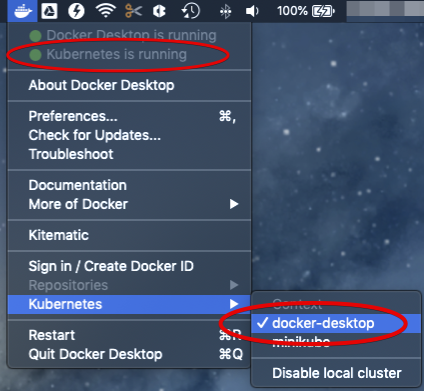 100%
Docker Desktop is running
Kubernetes is running
About Docker Desktop
Preferences... ⌘,
Check for Updates...
Troubleshoot
Documentation
More of Docker
Kitematic
Sign in / Create Docker ID
Repositories
Kubernetes
Context
✓ docker-desktop
minikube
Disable local cluster
Restart ⌘R
Quit Docker Desktop ⌘Q